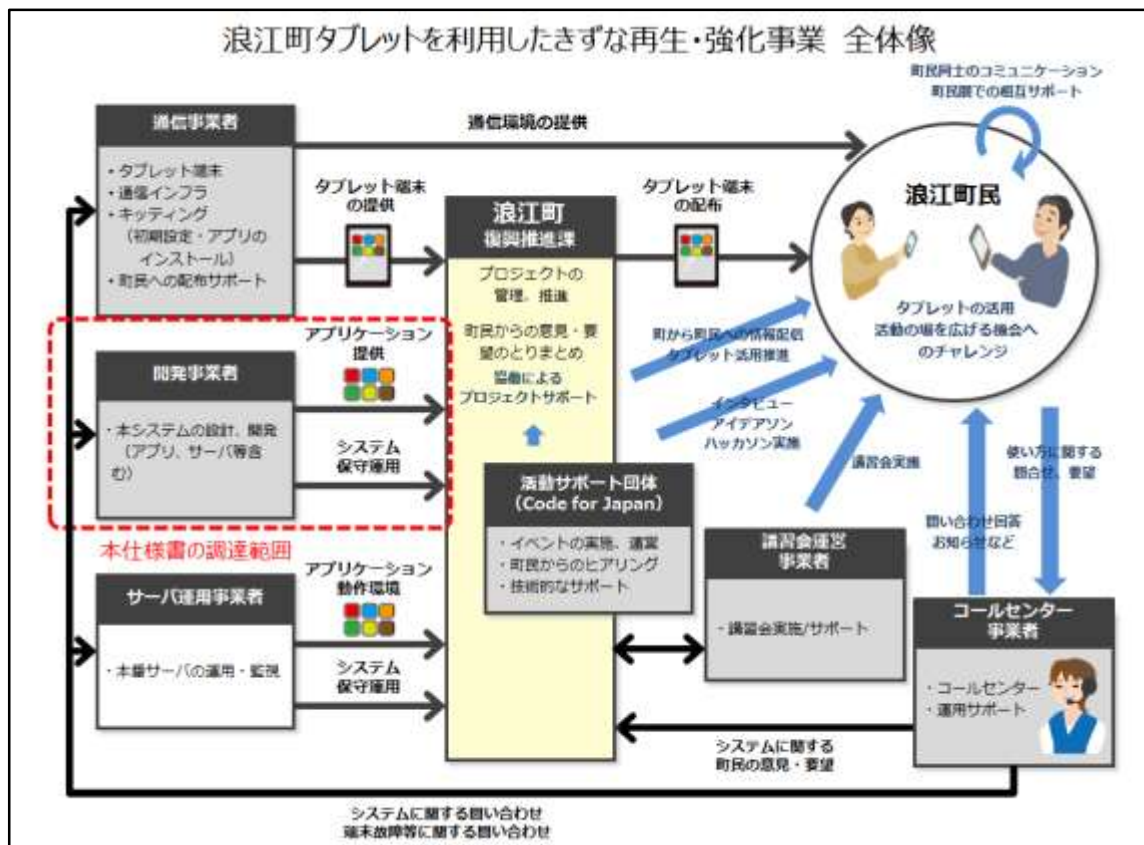 浪江町タブレットを利用したきずな再生・強化事業 全体像
町民同士のコミュニケーション
町民間での相互サポート
通信事業者
・タブレット端末
・通信インフラ
・キッティング
（初期設定・アプリの
インストール）
・町民への配布サポート
通信環境の提供
タブレット端末
の提供
浪江町
復興推進課
プロジェクトの
管理、推進
町民からの意見・要
望のとりまとめ
協働による
プロジェクトサポート
タブレット端末
の配布
浪江町民
タブレットの活用
活動の場を広げる機会へ
のチャレンジ
町から町民への情報配信
タブレット活用推進
インタビュー
アイデアソン
ハッカソン実施
講習会実施
使い方に関する
問合せ、要望
問い合わせ回答
お知らせなど
開発事業者
・本システムの設計、開発
（アプリ、サーバ等含
む）
アプリケーション
提供
システム
保守運用
本仕様書の調達範囲
活動サポート団体
（Code for Japan）
・イベントの実施、運営
・町民からのヒアリング
・技術的なサポート
講習会運営
事業者
・講習会実施/サポート
サーバ運用事業者
・本番サーバの運用・監視
アプリケーション
動作環境
システム
保守運用
コールセンター
事業者
・コールセンター
・運用サポート
システムに関する
町民の意見・要望
システムに関する問い合わせ
端末故障等に関する問い合わせ